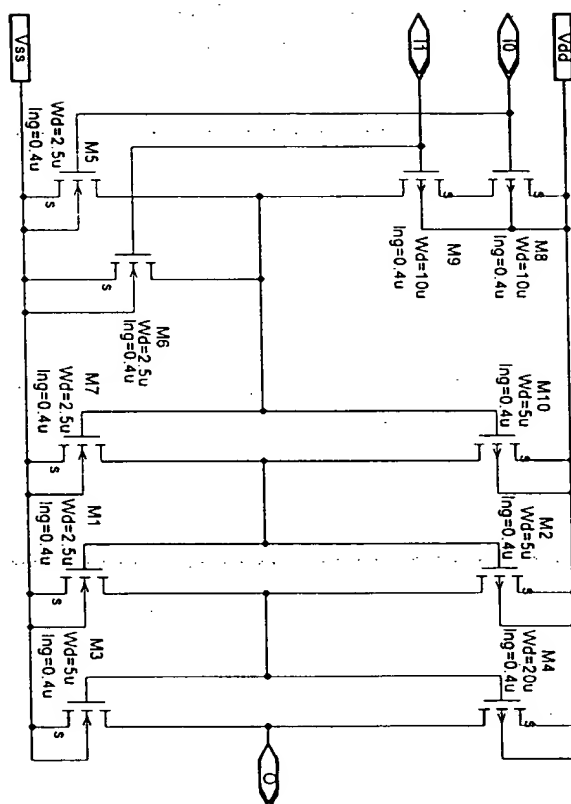 Vdd
s
M8
Wd=10u
lng=0.4u
s
M10
Wd=5u
lng=0.4u
s
M2
Wd=5u
lng=0.4u
s
M4
Wd=20u
lng=0.4u
I0
s
M9
Wd=10u
lng=0.4u
I1
O
M6
Wd=2.5u
lng=0.4u
s
M5
Wd=2.5u
lng=0.4u
s
M7
Wd=2.5u
lng=0.4u
s
M1
Wd=2.5u
lng=0.4u
s
M3
Wd=5u
lng=0.4u
s
Vss